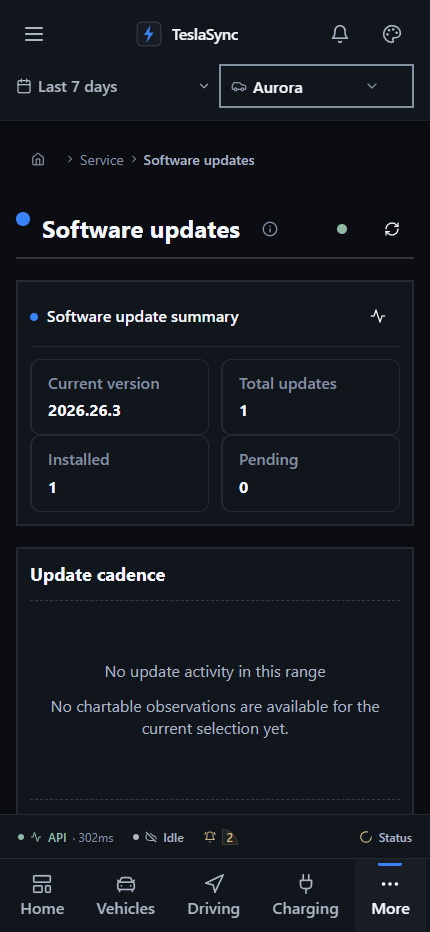 TeslaSync
Last 7 days
Aurora
Service
Software updates
Software updates
Software update summary
Current version
2026.26.3
Total updates
1
Installed
1
Pending
0
Update cadence
No update activity in this range
No chartable observations are available for the
current selection yet.
API · 302ms
Idle
2
Status
Home
Vehicles
Driving
Charging
More